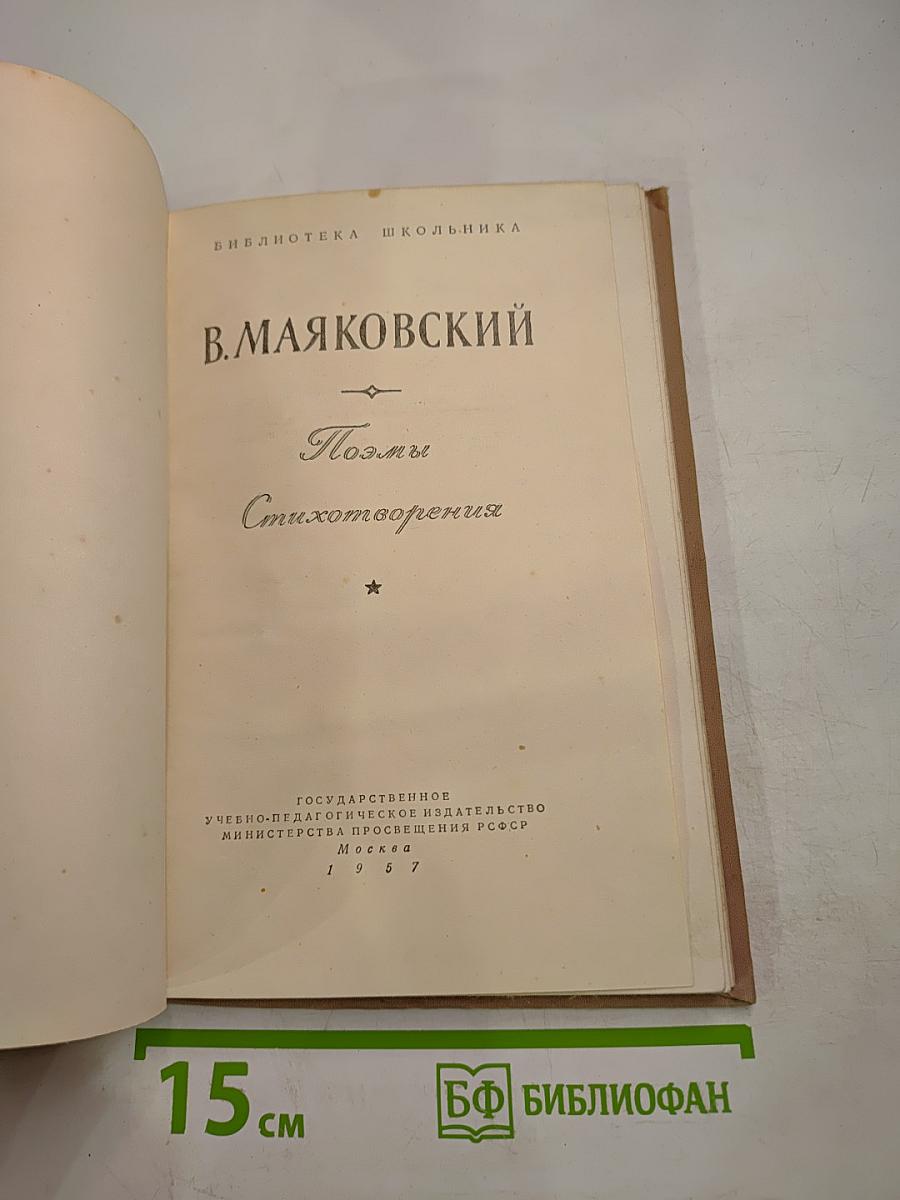 БИБЛИОТЕКА ШКОЛЬНИКА
В. МАЯКОВСКИЙ
Поэмы
Стихотворения
ГОСУДАРСТВЕННОЕ
УЧЕБНО-ПЕДАГОГИЧЕСКОЕ ИЗДАТЕЛЬСТВО
МИНИСТЕРСТВА ПРОСВЕЩЕНИЯ РСФСР
Москва
1957
15 см
БФ БИБЛИОФАН